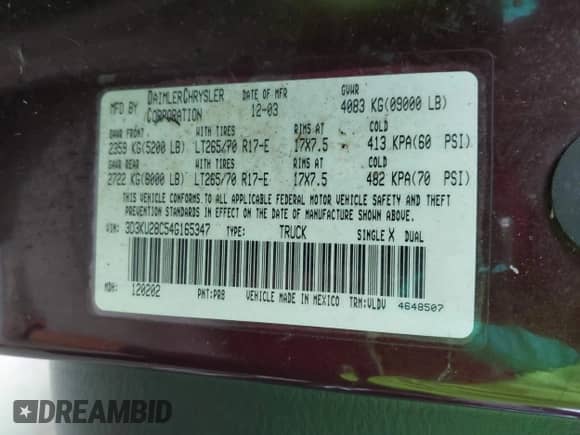 MFD BY DAIMLERCHRYSLER CORPORATION DATE OF MFR 12-03 GVWR 4083 KG(09000 LB)
GAWR FRONT WITH TIRES RIMS AT COLD
2359 KG(5200 LB) LT265/70 R17-E 17X7.5 413 KPA(60 PSI)
GAWR REAR WITH TIRES RIMS AT COLD
2722 KG(6000 LB) LT265/70 R17-E 17X7.5 482 KPA(70 PSI)
THIS VEHICLE CONFORMS TO ALL APPLICABLE FEDERAL MOTOR VEHICLE SAFETY AND THEFT
PREVENTION STANDARDS IN EFFECT ON THE DATE OF MANUFACTURE SHOWN ABOVE.
VIN: 3D3KU28C54G165347 TYPE: TRUCK SINGLE X DUAL
MDH: 120202 PNT:PR8 VEHICLE MADE IN MEXICO TRM:VLDV 4648507
DREAMBID